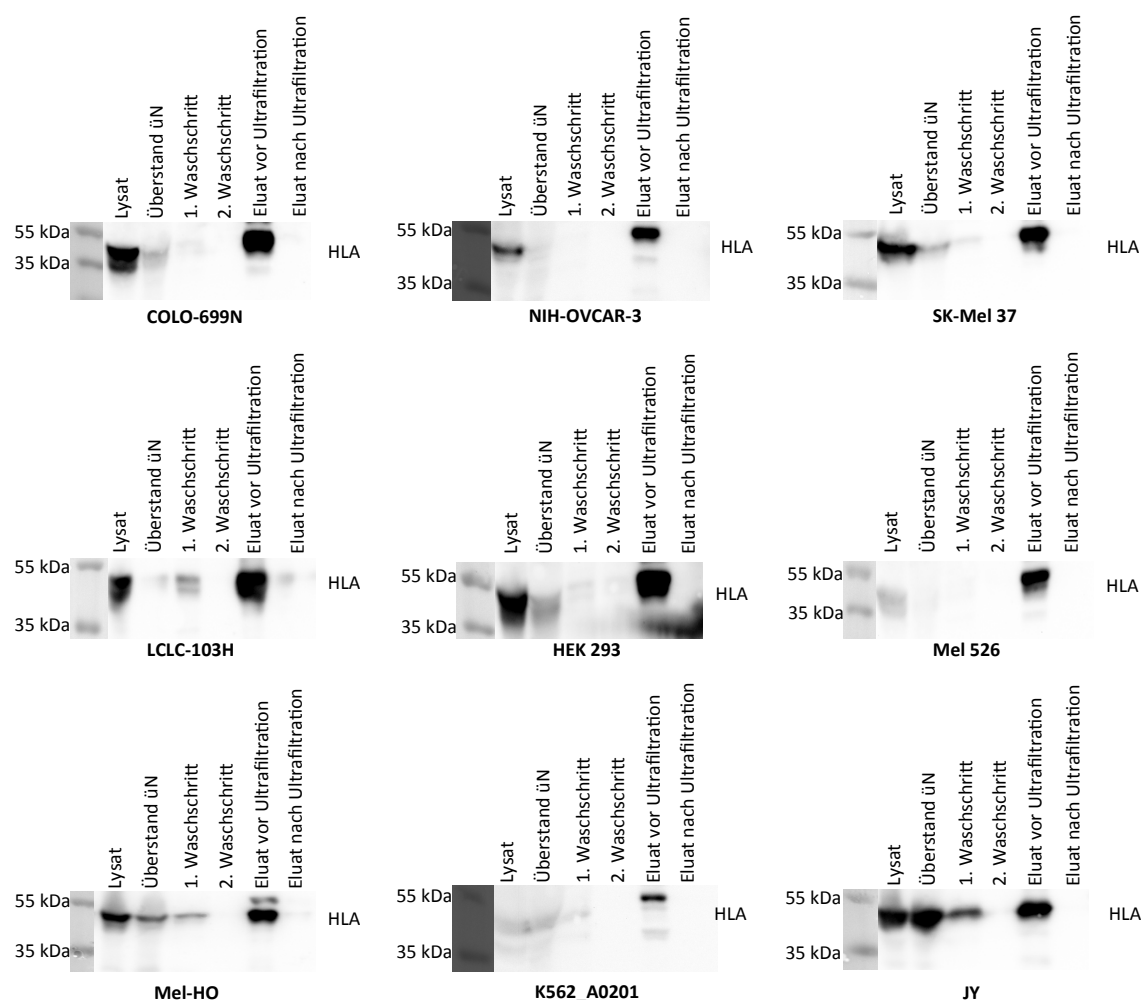 Lysat
Überstand üN
1. Waschschritt
2. Waschschritt
Eluat vor Ultrafiltration
Eluat nach Ultrafiltration
55 kDa
35 kDa
HLA
COLO-699N
Lysat
Überstand üN
1. Waschschritt
2. Waschschritt
Eluat vor Ultrafiltration
Eluat nach Ultrafiltration
55 kDa
35 kDa
HLA
NIH-OVCAR-3
Lysat
Überstand üN
1. Waschschritt
2. Waschschritt
Eluat vor Ultrafiltration
Eluat nach Ultrafiltration
55 kDa
35 kDa
HLA
SK-Mel 37
Lysat
Überstand üN
1. Waschschritt
2. Waschschritt
Eluat vor Ultrafiltration
Eluat nach Ultrafiltration
55 kDa
35 kDa
HLA
LCLC-103H
Lysat
Überstand üN
1. Waschschritt
2. Waschschritt
Eluat vor Ultrafiltration
Eluat nach Ultrafiltration
55 kDa
35 kDa
HLA
HEK 293
Lysat
Überstand üN
1. Waschschritt
2. Waschschritt
Eluat vor Ultrafiltration
Eluat nach Ultrafiltration
55 kDa
35 kDa
HLA
Mel 526
Lysat
Überstand üN
1. Waschschritt
2. Waschschritt
Eluat vor Ultrafiltration
Eluat nach Ultrafiltration
55 kDa
35 kDa
HLA
Mel-HO
Lysat
Überstand üN
1. Waschschritt
2. Waschschritt
Eluat vor Ultrafiltration
Eluat nach Ultrafiltration
55 kDa
35 kDa
HLA
K562_A0201
Lysat
Überstand üN
1. Waschschritt
2. Waschschritt
Eluat vor Ultrafiltration
Eluat nach Ultrafiltration
55 kDa
35 kDa
HLA
JY